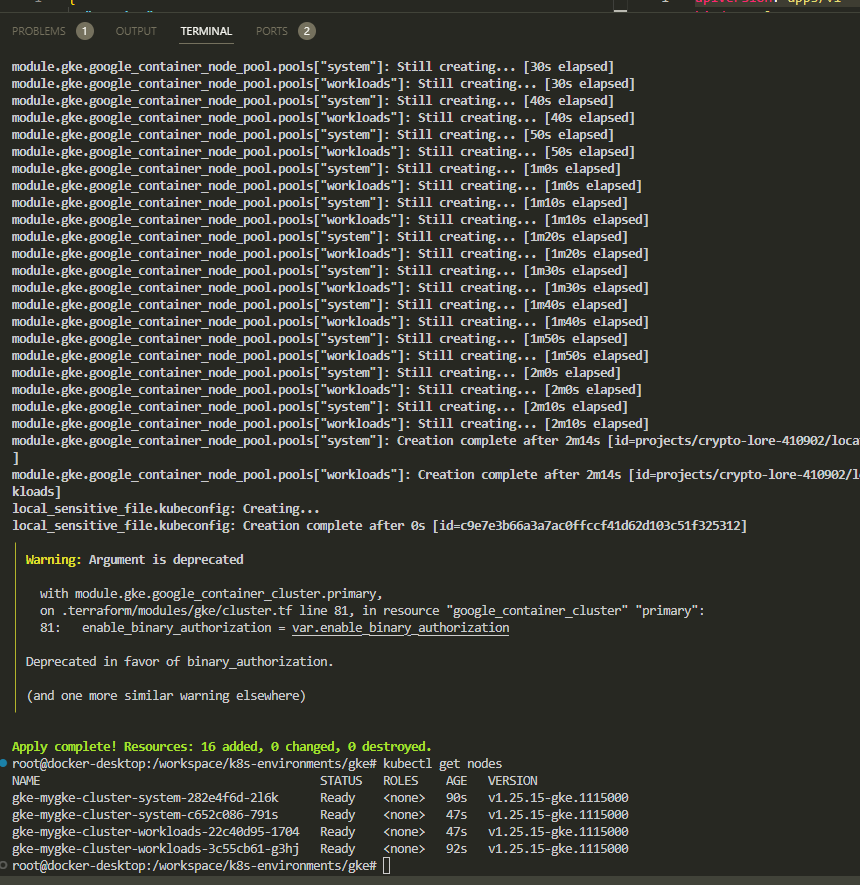 apiVersion: apps/v1
PROBLEMS 1 OUTPUT TERMINAL PORTS 2
module.gke.google_container_node_pool.pools["system"]: Still creating... [30s elapsed]
module.gke.google_container_node_pool.pools["workloads"]: Still creating... [30s elapsed]
module.gke.google_container_node_pool.pools["system"]: Still creating... [40s elapsed]
module.gke.google_container_node_pool.pools["workloads"]: Still creating... [40s elapsed]
module.gke.google_container_node_pool.pools["system"]: Still creating... [50s elapsed]
module.gke.google_container_node_pool.pools["workloads"]: Still creating... [50s elapsed]
module.gke.google_container_node_pool.pools["system"]: Still creating... [1m0s elapsed]
module.gke.google_container_node_pool.pools["workloads"]: Still creating... [1m0s elapsed]
module.gke.google_container_node_pool.pools["system"]: Still creating... [1m10s elapsed]
module.gke.google_container_node_pool.pools["workloads"]: Still creating... [1m10s elapsed]
module.gke.google_container_node_pool.pools["system"]: Still creating... [1m20s elapsed]
module.gke.google_container_node_pool.pools["workloads"]: Still creating... [1m20s elapsed]
module.gke.google_container_node_pool.pools["system"]: Still creating... [1m30s elapsed]
module.gke.google_container_node_pool.pools["workloads"]: Still creating... [1m30s elapsed]
module.gke.google_container_node_pool.pools["system"]: Still creating... [1m40s elapsed]
module.gke.google_container_node_pool.pools["workloads"]: Still creating... [1m40s elapsed]
module.gke.google_container_node_pool.pools["system"]: Still creating... [1m50s elapsed]
module.gke.google_container_node_pool.pools["workloads"]: Still creating... [1m50s elapsed]
module.gke.google_container_node_pool.pools["system"]: Still creating... [2m0s elapsed]
module.gke.google_container_node_pool.pools["workloads"]: Still creating... [2m0s elapsed]
module.gke.google_container_node_pool.pools["system"]: Still creating... [2m10s elapsed]
module.gke.google_container_node_pool.pools["workloads"]: Still creating... [2m10s elapsed]
module.gke.google_container_node_pool.pools["system"]: Creation complete after 2m14s [id=projects/crypto-lore-410902/loca
]
module.gke.google_container_node_pool.pools["workloads"]: Creation complete after 2m14s [id=projects/crypto-lore-410902/l
kloads]
local_sensitive_file.kubeconfig: Creating...
local_sensitive_file.kubeconfig: Creation complete after 0s [id=c9e7e3b66a3a7ac0ffccf41d62d103c51f325312]
Warning: Argument is deprecated
with module.gke.google_container_cluster.primary,
on .terraform/modules/gke/cluster.tf line 81, in resource "google_container_cluster" "primary":
81: enable_binary_authorization = var.enable_binary_authorization
Deprecated in favor of binary_authorization.
(and one more similar warning elsewhere)
Apply complete! Resources: 16 added, 0 changed, 0 destroyed.
root@docker-desktop:/workspace/k8s-environments/gke# kubectl get nodes
NAME STATUS ROLES AGE VERSION
gke-mygke-cluster-system-282e4f6d-2l6k Ready <none> 90s v1.25.15-gke.1115000
gke-mygke-cluster-system-c652c086-791s Ready <none> 47s v1.25.15-gke.1115000
gke-mygke-cluster-workloads-22c40d95-1704 Ready <none> 47s v1.25.15-gke.1115000
gke-mygke-cluster-workloads-3c55cb61-g3hj Ready <none> 92s v1.25.15-gke.1115000
root@docker-desktop:/workspace/k8s-environments/gke#